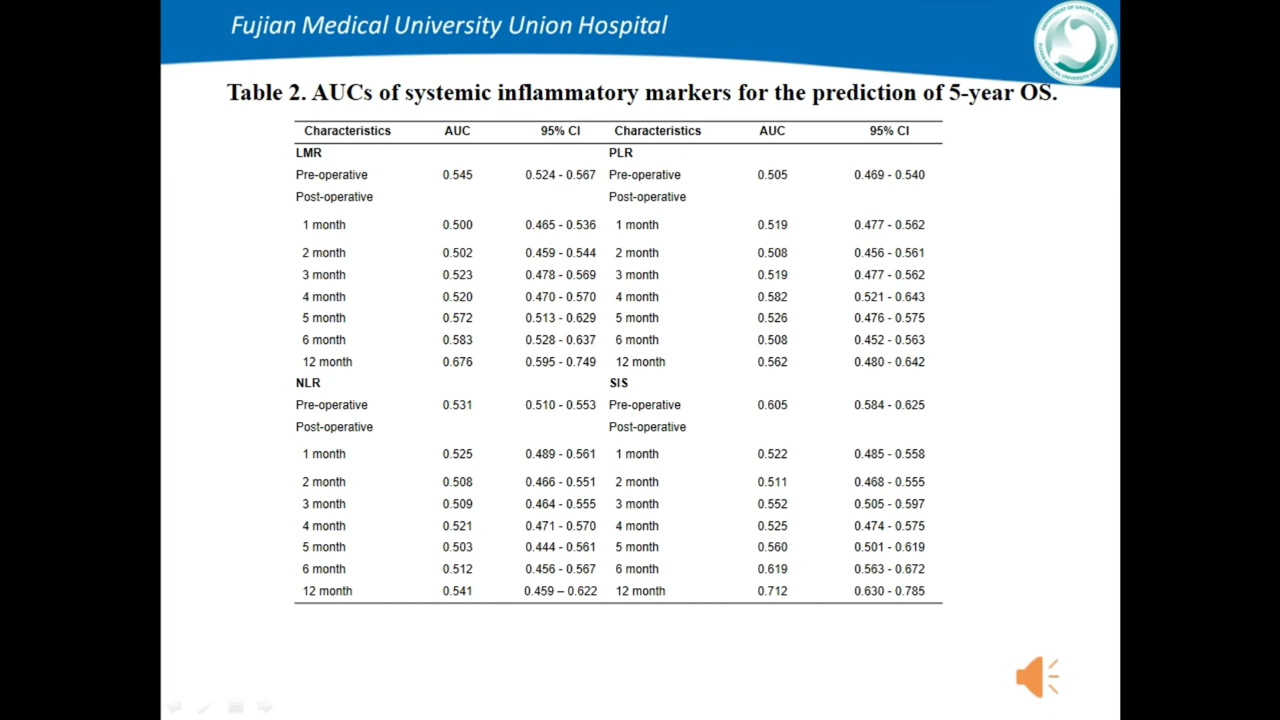 Fujian Medical University Union Hospital
DEPARTMENT OF GASTRIC SURGERY
FUJIAN MEDICAL UNIVERSITY UNION HOSPITAL
Table 2. AUCs of systemic inflammatory markers for the prediction of 5-year OS.
Characteristics AUC 95% CI Characteristics AUC 95% CI
LMR PLR
Pre-operative 0.545 0.524 - 0.567 Pre-operative 0.505 0.469 - 0.540
Post-operative Post-operative
1 month 0.500 0.465 - 0.536 1 month 0.519 0.477 - 0.562
2 month 0.502 0.459 - 0.544 2 month 0.508 0.456 - 0.561
3 month 0.523 0.478 - 0.569 3 month 0.519 0.477 - 0.562
4 month 0.520 0.470 - 0.570 4 month 0.582 0.521 - 0.643
5 month 0.572 0.513 - 0.629 5 month 0.526 0.476 - 0.575
6 month 0.583 0.528 - 0.637 6 month 0.508 0.452 - 0.563
12 month 0.676 0.595 - 0.749 12 month 0.562 0.480 - 0.642
NLR SIS
Pre-operative 0.531 0.510 - 0.553 Pre-operative 0.605 0.584 - 0.625
Post-operative Post-operative
1 month 0.525 0.489 - 0.561 1 month 0.522 0.485 - 0.558
2 month 0.508 0.466 - 0.551 2 month 0.511 0.468 - 0.555
3 month 0.509 0.464 - 0.555 3 month 0.552 0.505 - 0.597
4 month 0.521 0.471 - 0.570 4 month 0.525 0.474 - 0.575
5 month 0.503 0.444 - 0.561 5 month 0.560 0.501 - 0.619
6 month 0.512 0.456 - 0.567 6 month 0.619 0.563 - 0.672
12 month 0.541 0.459 – 0.622 12 month 0.712 0.630 - 0.785